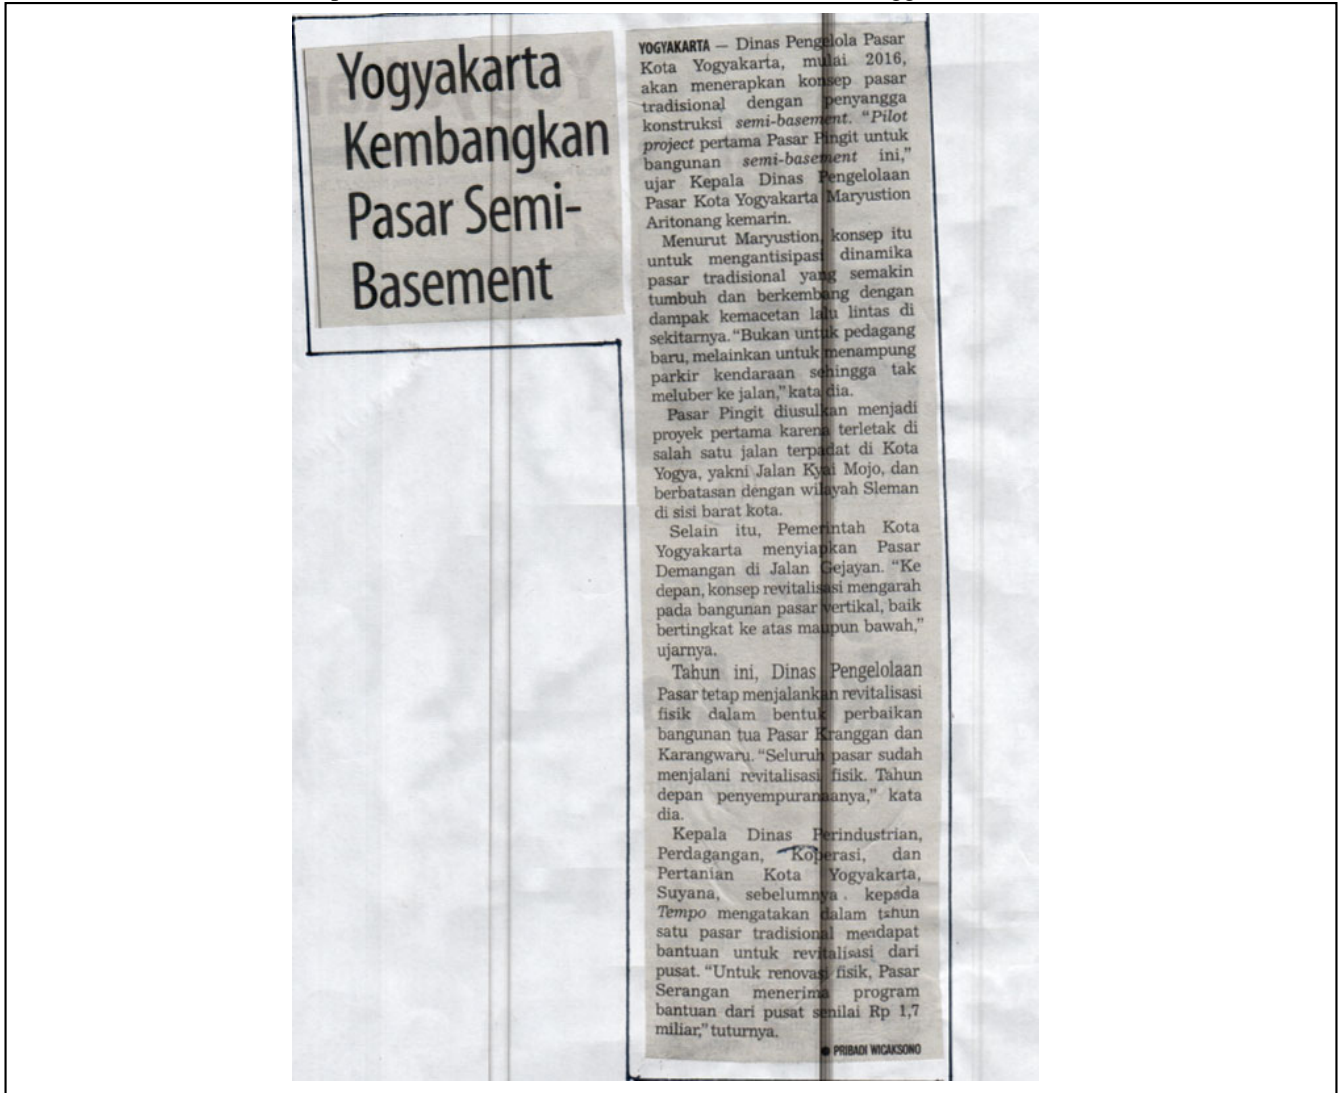 Yogyakarta
Kembangkan
Pasar Semi-
Basement
YOGYAKARTA — Dinas Pengelola Pasar
Kota Yogyakarta, mulai 2016,
akan menerapkan konsep pasar
tradisional dengan penyangga
konstruksi semi-basement. “Pilot
project pertama Pasar Pingit untuk
bangunan semi-basement ini,”
ujar Kepala Dinas Pengelolaan
Pasar Kota Yogyakarta Maryustion
Aritonang kemarin.
Menurut Maryustion, konsep itu
untuk mengantisipasi dinamika
pasar tradisional yang semakin
tumbuh dan berkembang dengan
dampak kemacetan lalu lintas di
sekitarnya. “Bukan untuk pedagang
baru, melainkan untuk menampung
parkir kendaraan sehingga tak
meluber ke jalan,” kata dia.
Pasar Pingit diusulkan menjadi
proyek pertama karena terletak di
salah satu jalan terpadat di Kota
Yogya, yakni Jalan Kyai Mojo, dan
berbatasan dengan wilayah Sleman
di sisi barat kota.
Selain itu, Pemerintah Kota
Yogyakarta menyiapkan Pasar
Demangan di Jalan Gejayan. “Ke
depan, konsep revitalisasi mengarah
pada bangunan pasar vertikal, baik
bertingkat ke atas maupun bawah,”
ujarnya.
Tahun ini, Dinas Pengelolaan
Pasar tetap menjalankan revitalisasi
fisik dalam bentuk perbaikan
bangunan tua Pasar Kranggan dan
Karangwaru. “Seluruh pasar sudah
menjalani revitalisasi fisik. Tahun
depan penyempuranaanya,” kata
dia.
Kepala Dinas Perindustrian,
Perdagangan, Koperasi, dan
Pertanian Kota Yogyakarta,
Suyana, sebelumnya kepada
Tempo mengatakan dalam tahun
satu pasar tradisional mendapat
bantuan untuk revitalisasi dari
pusat. “Untuk renovasi fisik, Pasar
Serangan menerima program
bantuan dari pusat senilai Rp 1,7
miliar,” tuturnya.
● PRIBADI WICAKSONO